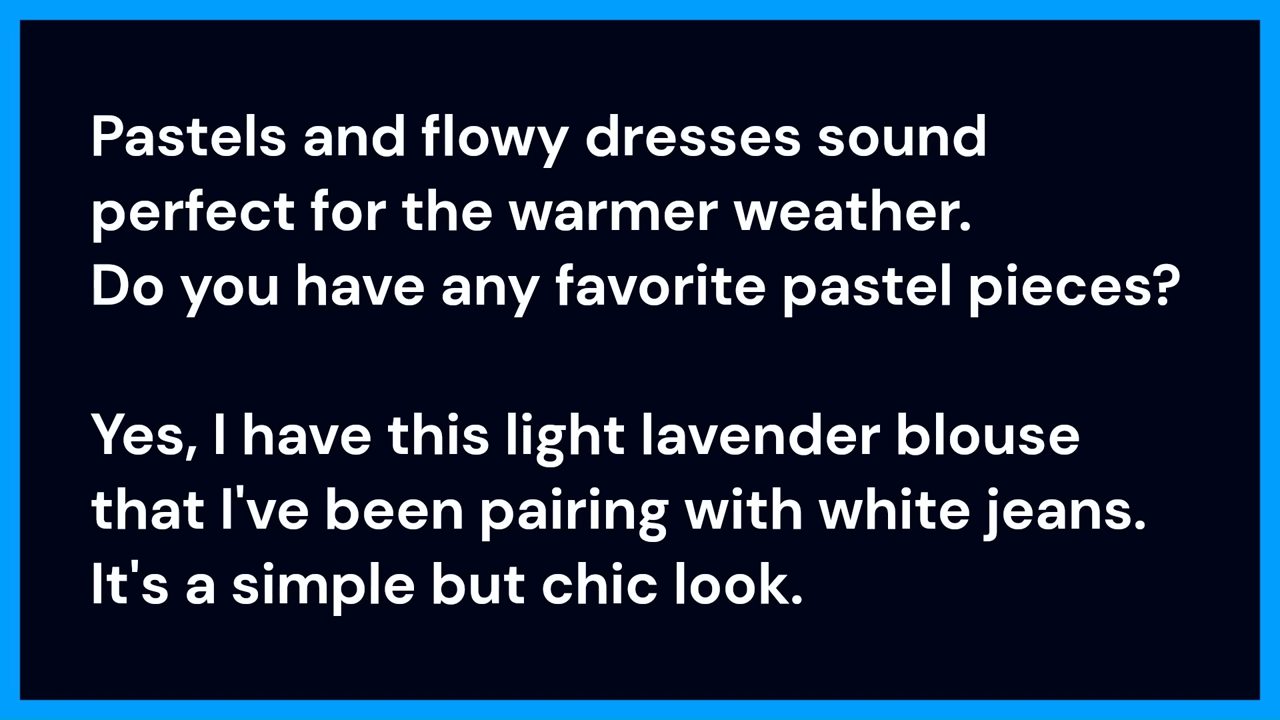 Pastels and flowy dresses sound
perfect for the warmer weather.
Do you have any favorite pastel pieces?
Yes, I have this light lavender blouse
that I've been pairing with white jeans.
It's a simple but chic look.